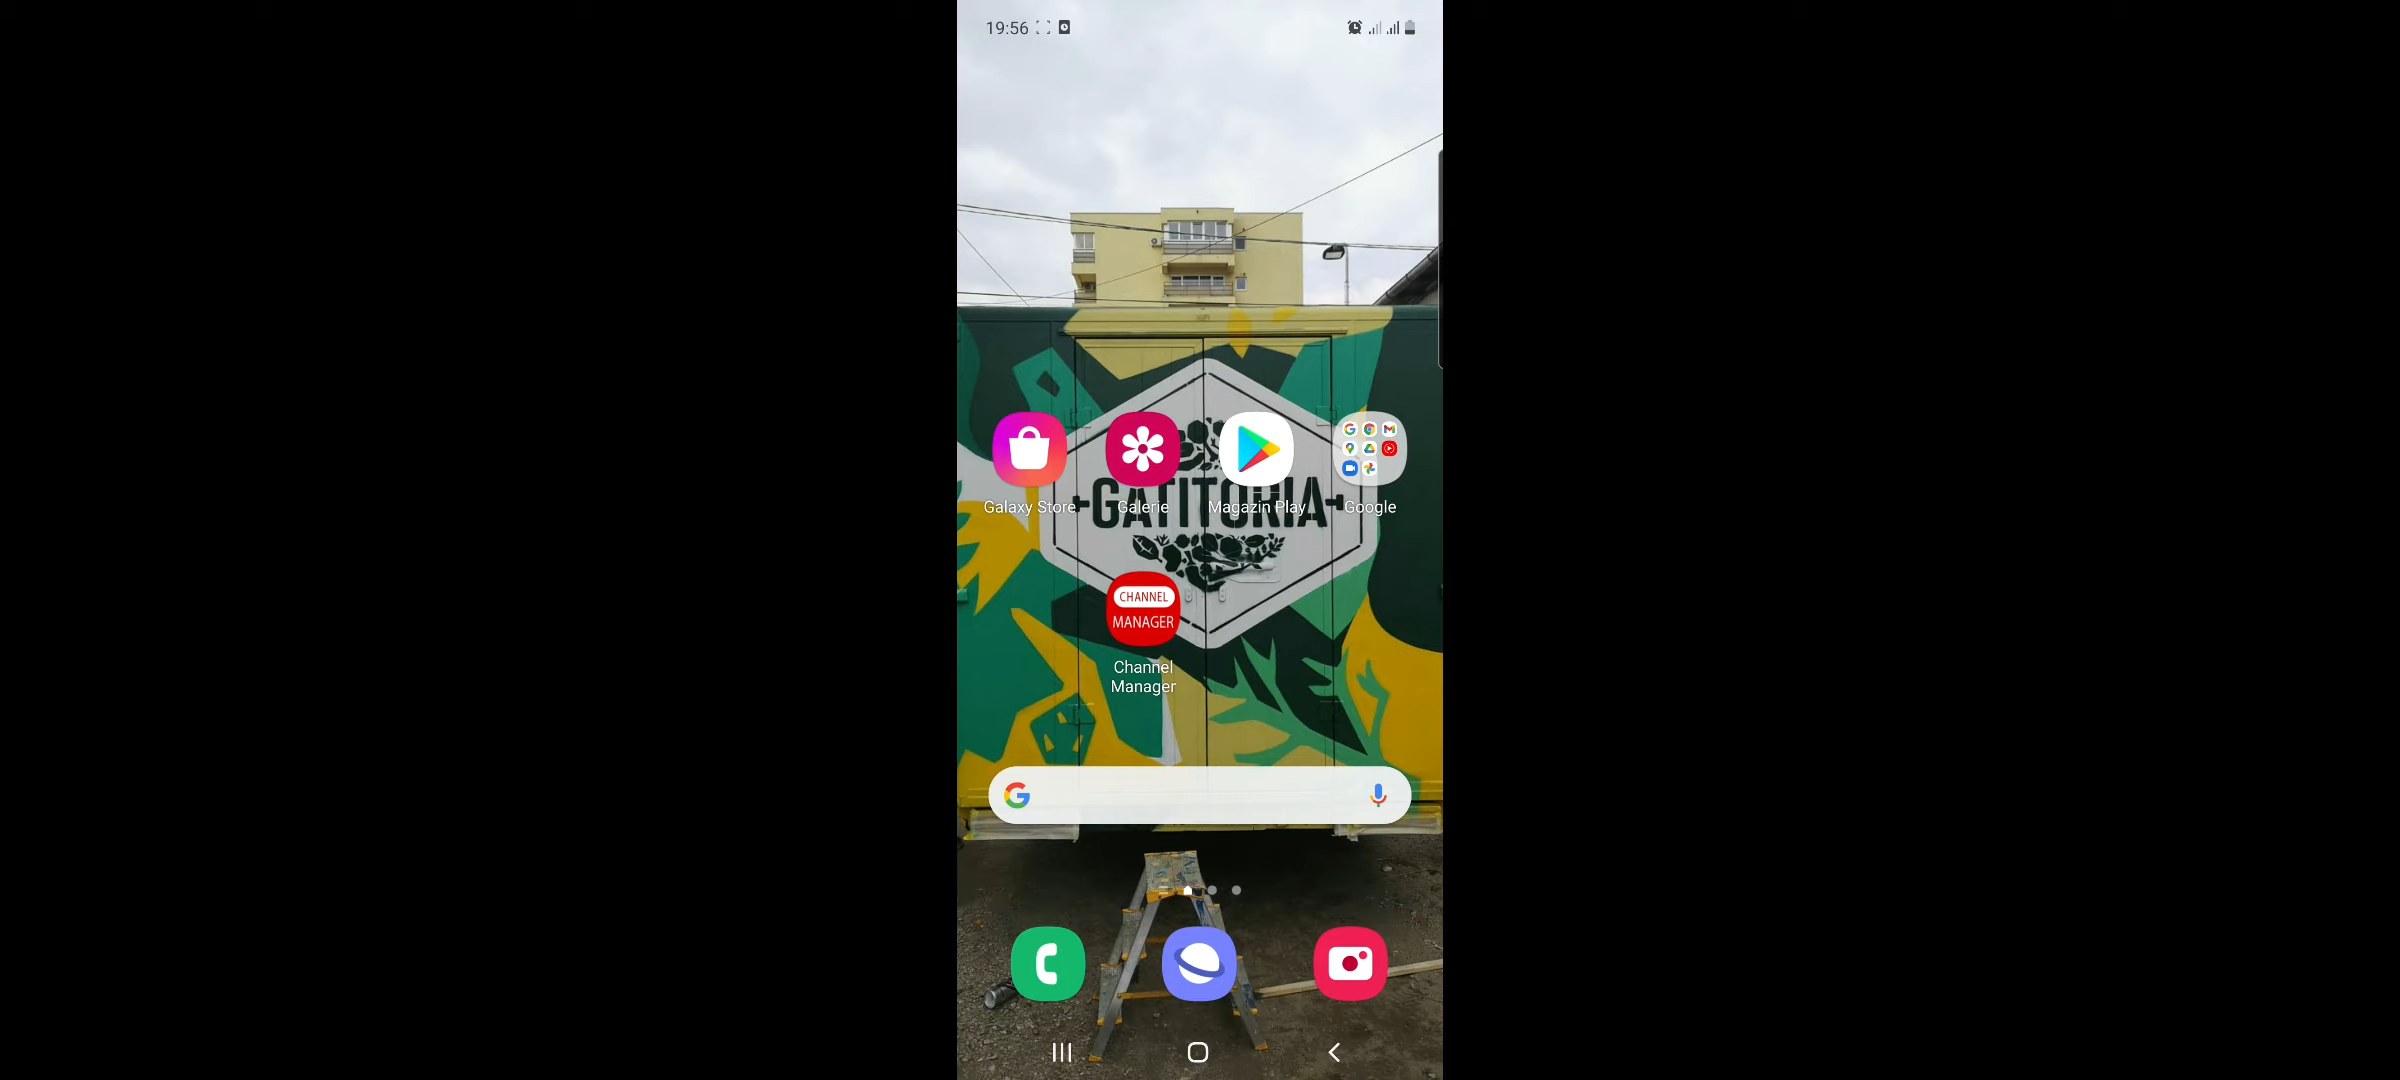 19:56
Galaxy Store
Galerie
Magazin Play
Google
GATITORIA
CHANNEL
MANAGER
Channel
Manager